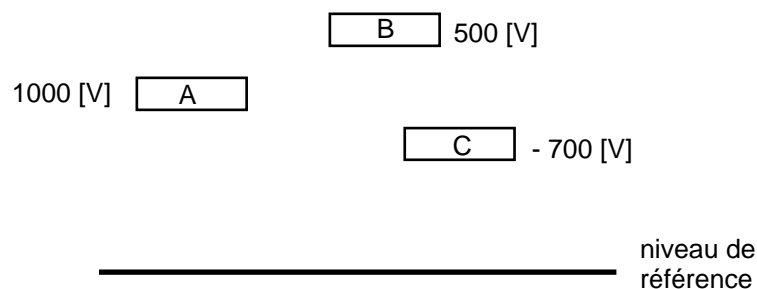 B 500 [V]
1000 [V] A
C - 700 [V]
niveau de
référence